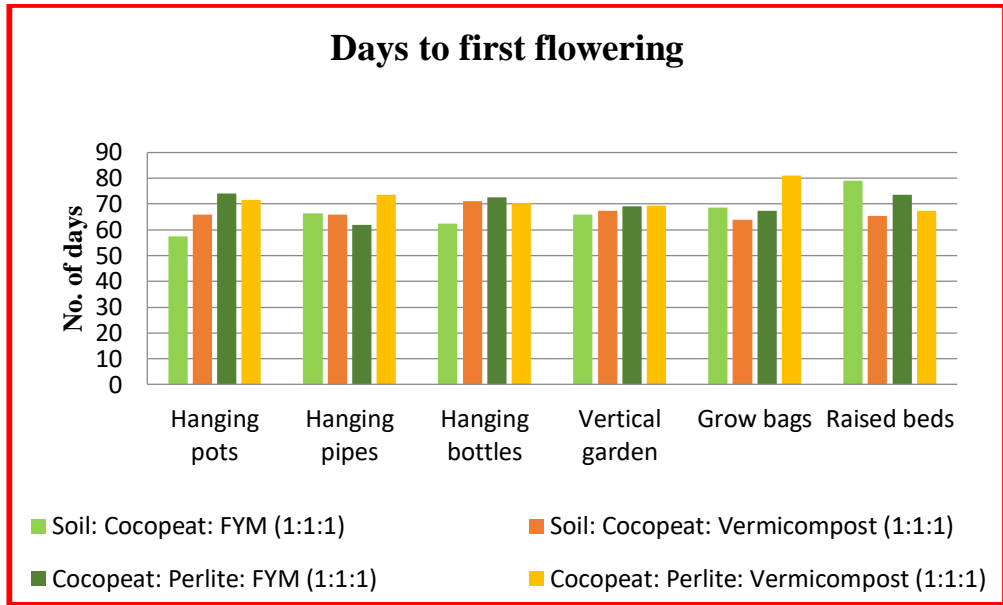 Days to first flowering
No. of days
90
80
70
60
50
40
30
20
10
0
Hanging pots
Hanging pipes
Hanging bottles
Vertical garden
Grow bags
Raised beds
Soil: Cocopeat: FYM (1:1:1)
Soil: Cocopeat: Vermicompost (1:1:1)
Cocopeat: Perlite: FYM (1:1:1)
Cocopeat: Perlite: Vermicompost (1:1:1)